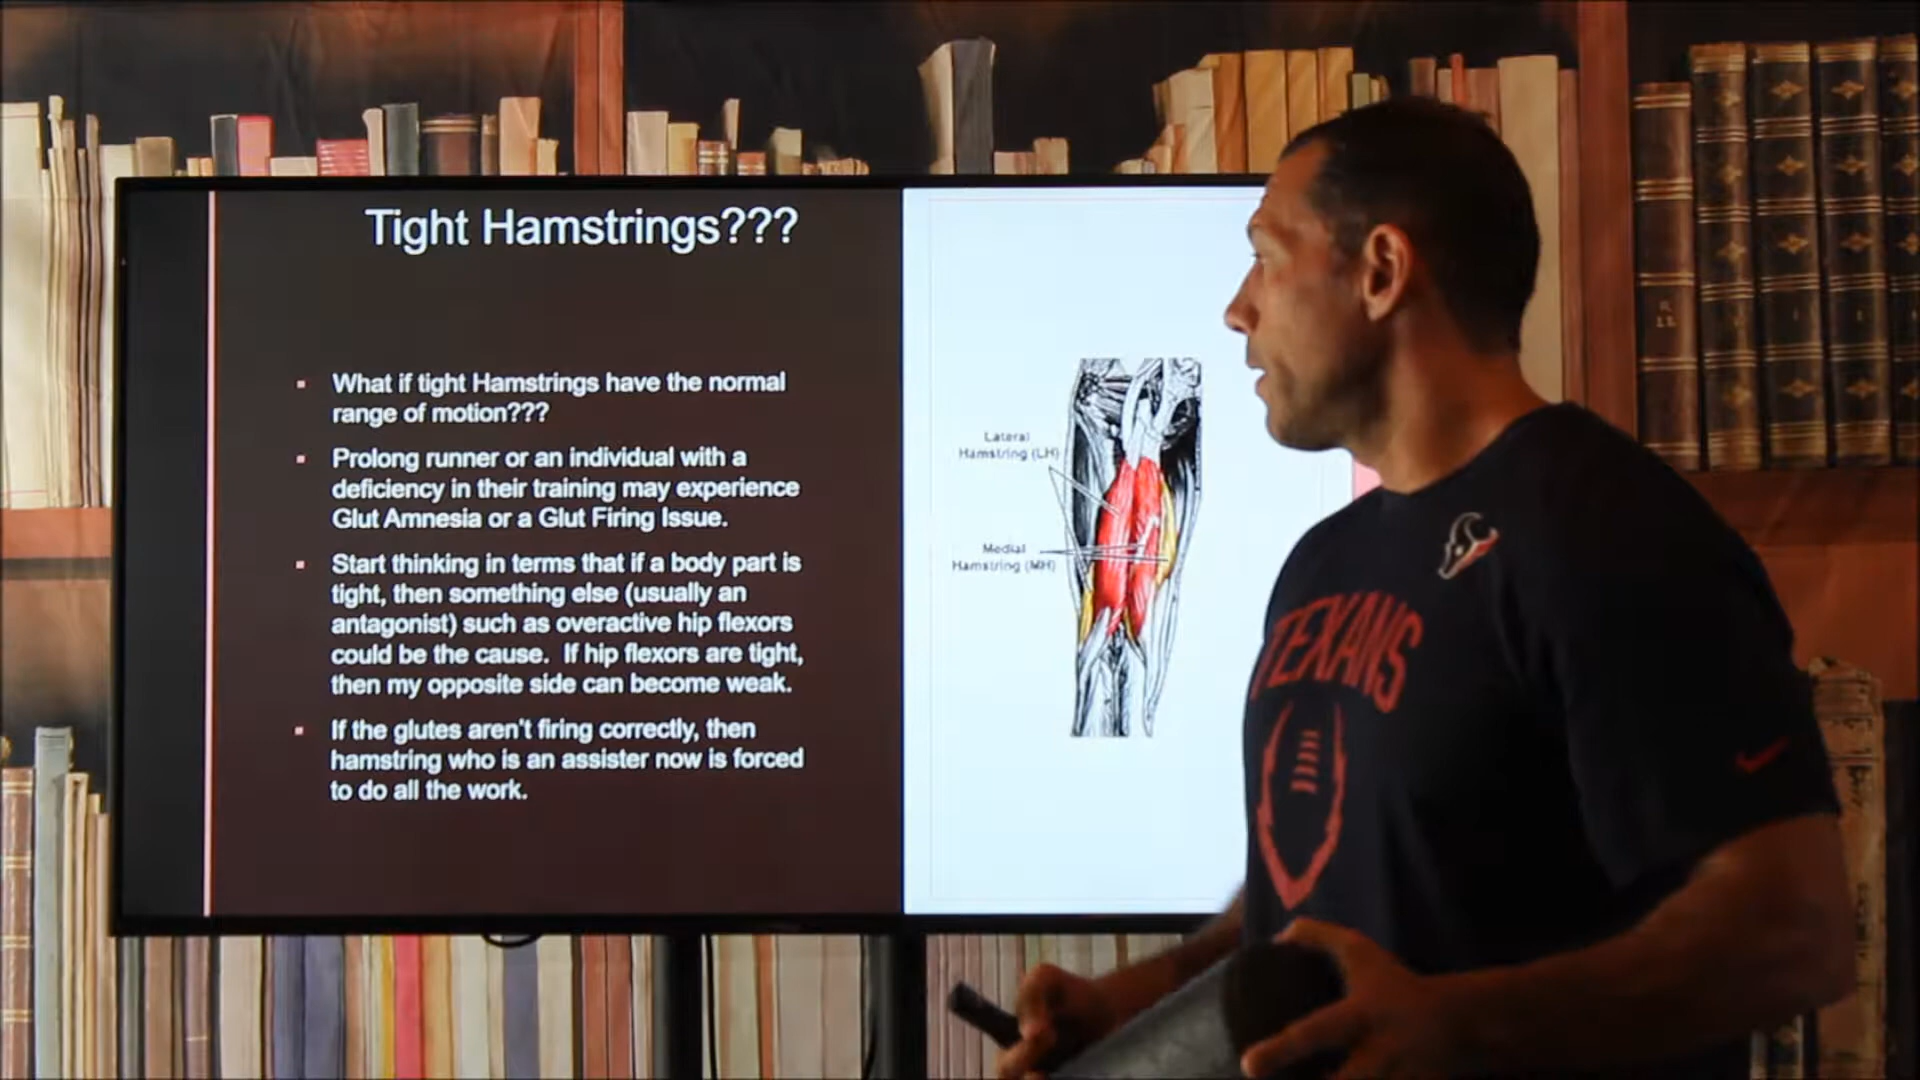 Tight Hamstrings???
What if tight Hamstrings have the normal
range of motion???
Prolong runner or an individual with a
deficiency in their training may experience
Glut Amnesia or a Glut Firing Issue.
Start thinking in terms that if a body part is
tight, then something else (usually an
antagonist) such as overactive hip flexors
could be the cause. If hip flexors are tight,
then my opposite side can become weak.
If the glutes aren't firing correctly, then
hamstring who is an assister now is forced
to do all the work.
Lateral
Hamstring (LH)
Medial
Hamstring (MH)
TEXANS